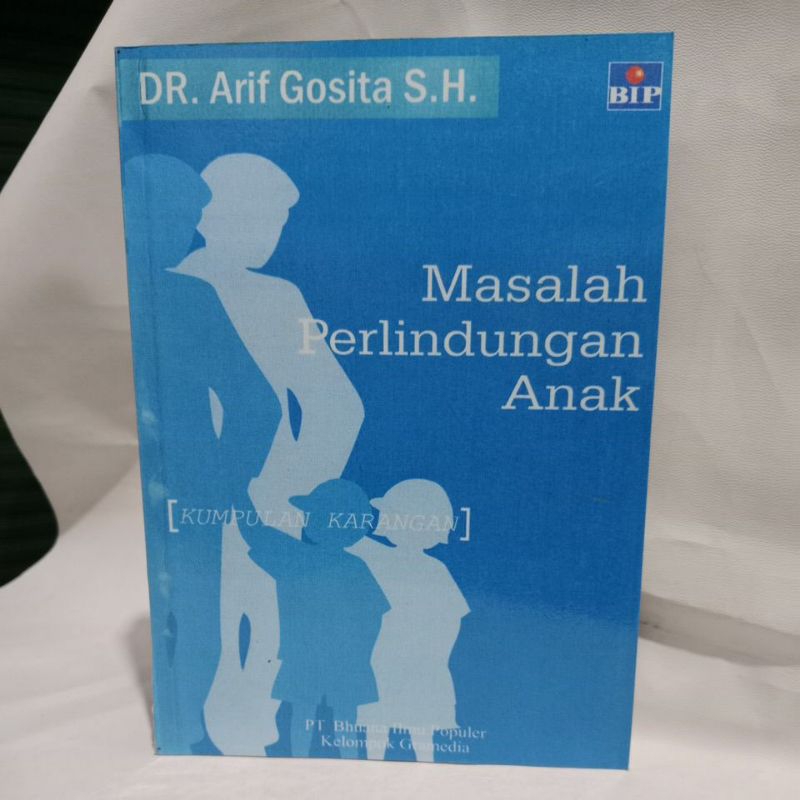 DR. Arif Gosita S.H.
BIP
Masalah
Perlindungan
Anak
[KUMPULAN KARANGAN]
PT Bhuana Ilmu Populer
Kelompok Gramedia